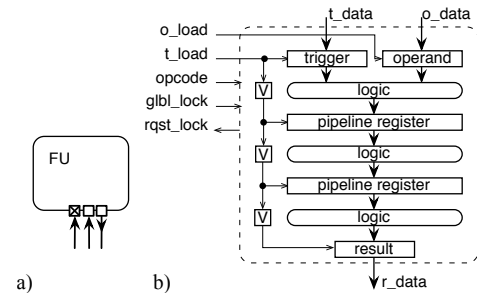 t_data o_data
o_load
t_load
trigger operand
opcode
V logic
glbl_lock
rqst_lock
pipeline register
FU
V logic
pipeline register
V logic
result
a) b)
r_data